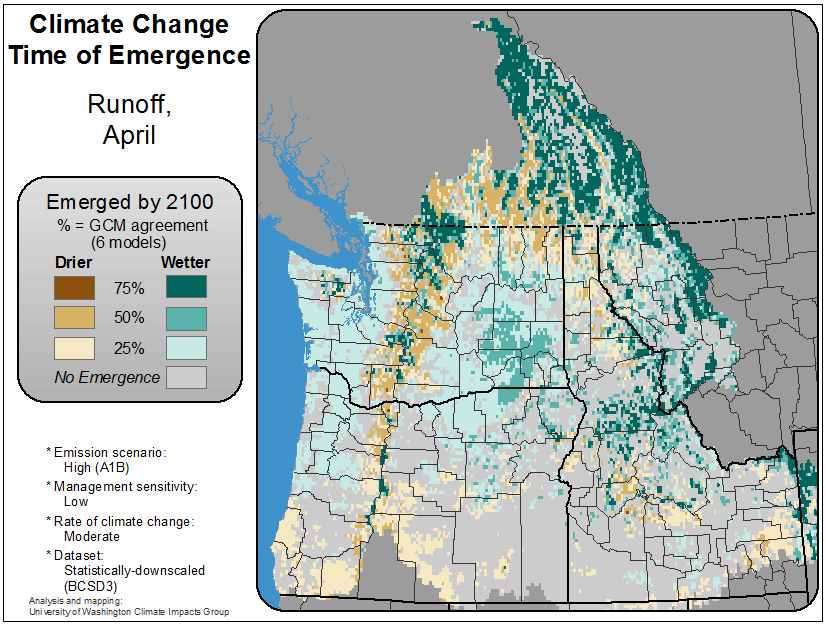 Climate Change
Time of Emergence
Runoff,
April
Emerged by 2100
% = GCM agreement
(6 models)
Drier Wetter
75%
50%
25%
No Emergence
* Emission scenario:
High (A1B)
* Management sensitivity:
Low
* Rate of climate change:
Moderate
* Dataset:
Statistically-downscaled
(BCSD3)
Analysis and mapping:
University of Washington Climate Impacts Group